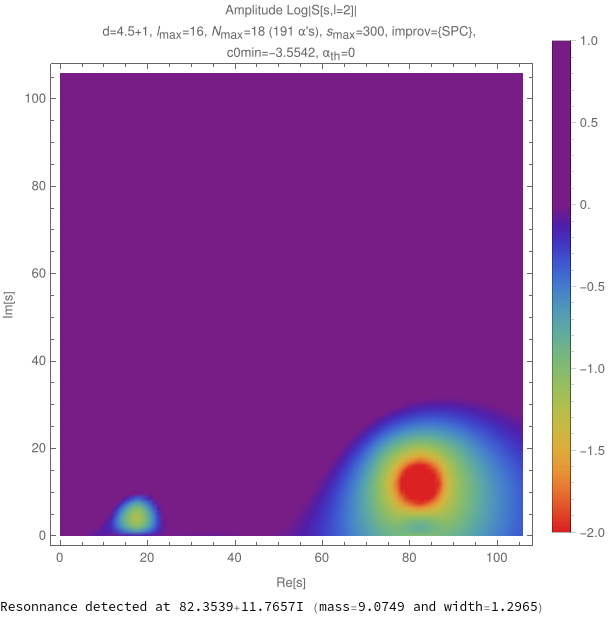 Amplitude Log|S[s,l=2]|
d=4.5+1, lmax=16, Nmax=18 (191 α's), smax=300, improv={SPC},
c0min=−3.5542, αth=0
100
80
60
40
20
0
Im[s]
0 20 40 60 80 100
Re[s]
1.0
0.5
0.
−0.5
−1.0
−1.5
−2.0
Resonnance detected at 82.3539+11.7657I (mass=9.0749 and width=1.2965)